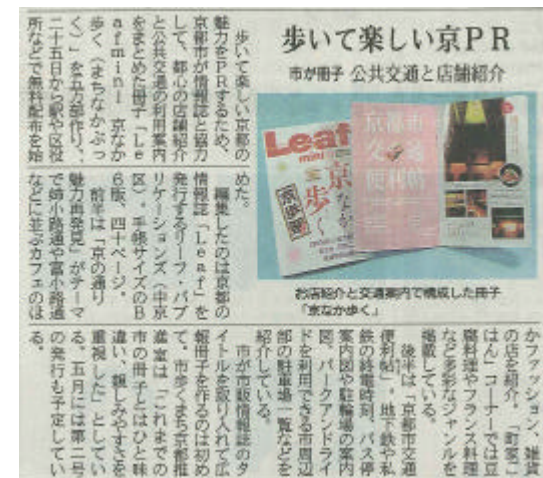 歩いて楽しい京PR
市が冊子 公共交通と店舗紹介
歩いて楽しい京都の
魅力をPRするため、
京都市が情報誌と協力
して、都心の店舗紹介
と公共交通の利用案内
をまとめた冊子「Le
afmini 京なか
歩く（まちなかぶっ
く）」を五万部作り、
二十五日から駅や区役
所などで無料配布を始
めた。
編集したのは京都の
情報誌「Leaf」を
発行するリーフ・パブ
リケーションズ（中京
区）。手帳サイズのB
6版、四十ページ。
前半は「京の通り
魅力再発見」がテーマ
で姉小路通や富小路通
などに並ぶカフェのほ
かファッション、雑貨
の店を紹介。「町家ご
はん」コーナーでは豆
腐料理やフランス料理
など多彩なジャンルを
掲載している。
後半は「京都市交通
便利帖」。地下鉄や私
鉄の終電時刻、バス停
案内図や駐輪場の案内
図、パークアンドライ
ドを利用できる市周辺
部の駐車場一覧などを
紹介している。
市が市販情報誌のタ
イトルを取り入れて広
報冊子を作るのは初め
て。市歩くまち京都推
進室は「これまでの
市の冊子とはひと味
違い、親しみやすさを
重視した」としてい
る。五月には第二号
の発行も予定してい
る。
Leaf
mini
京なか
歩く
京都市
交通
便利帖
お店紹介と交通案内で構成した冊子
「京なか歩く」